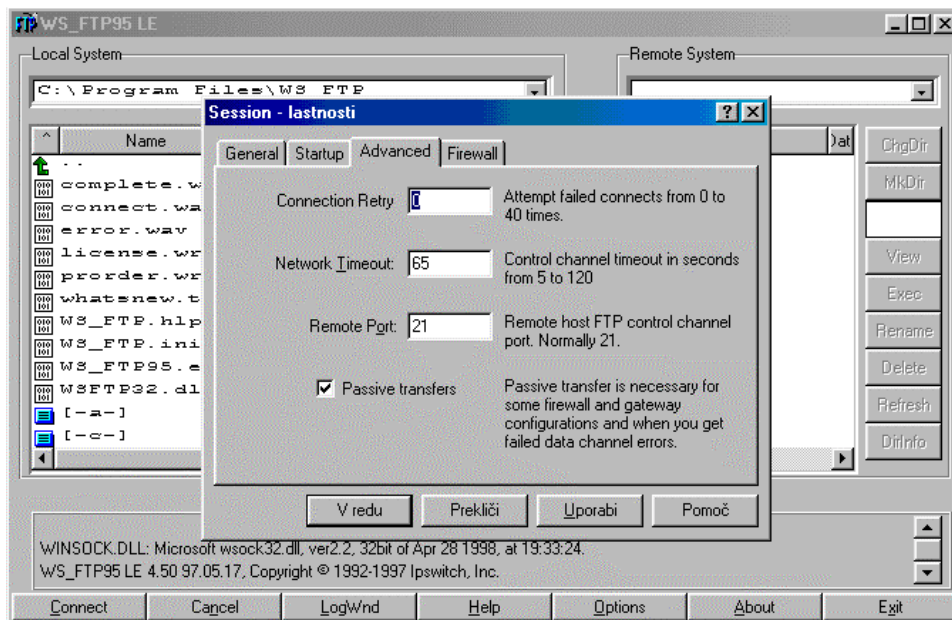 WS_FTP95 LE
Local System
Remote System
C:\Program Files\WS_FTP
Session - lastnosti
^ Name
Dat
General Startup Advanced Firewall
ChgDir
MkDir
View
Exec
Rename
Delete
Refresh
DirInfo
..
complete.w
connect.wa
error.wav
license.wr
prorder.wr
whatsnew.t
WS_FTP.hlp
WS_FTP.ini
WS_FTP95.e
WSFTP32.dl
[-a-]
[-c-]
Connection Retry 0 Attempt failed connects from 0 to
40 times.
Network Timeout: 65 Control channel timeout in seconds
from 5 to 120
Remote Port: 21 Remote host FTP control channel
port. Normally 21.
Passive transfers Passive transfer is necessary for
some firewall and gateway
configurations and when you get
failed data channel errors.
V redu Prekliči Uporabi Pomoč
WINSOCK.DLL: Microsoft wsock32.dll, ver2.2, 32bit of Apr 28 1998, at 19:33:24.
WS_FTP95 LE 4.50 97.05.17, Copyright © 1992-1997 Ipswitch, Inc.
Connect Cancel LogWnd Help Options About Exit